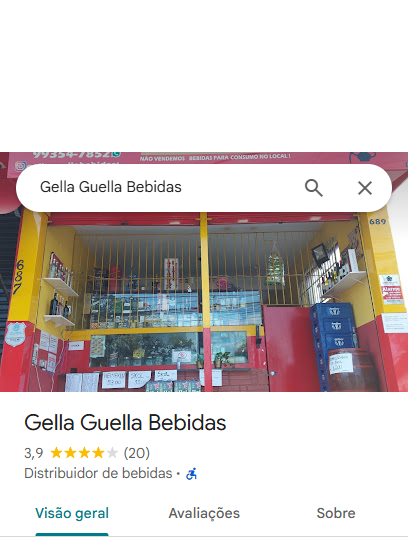 99354-7852
NÃO VENDEMOS BEBIDAS PARA CONSUMO NO LOCAL !
Gella Guella Bebidas
689
687
Gella Guella Bebidas
3,9 (20)
Distribuidor de bebidas ·
Visão geral
Avaliações
Sobre